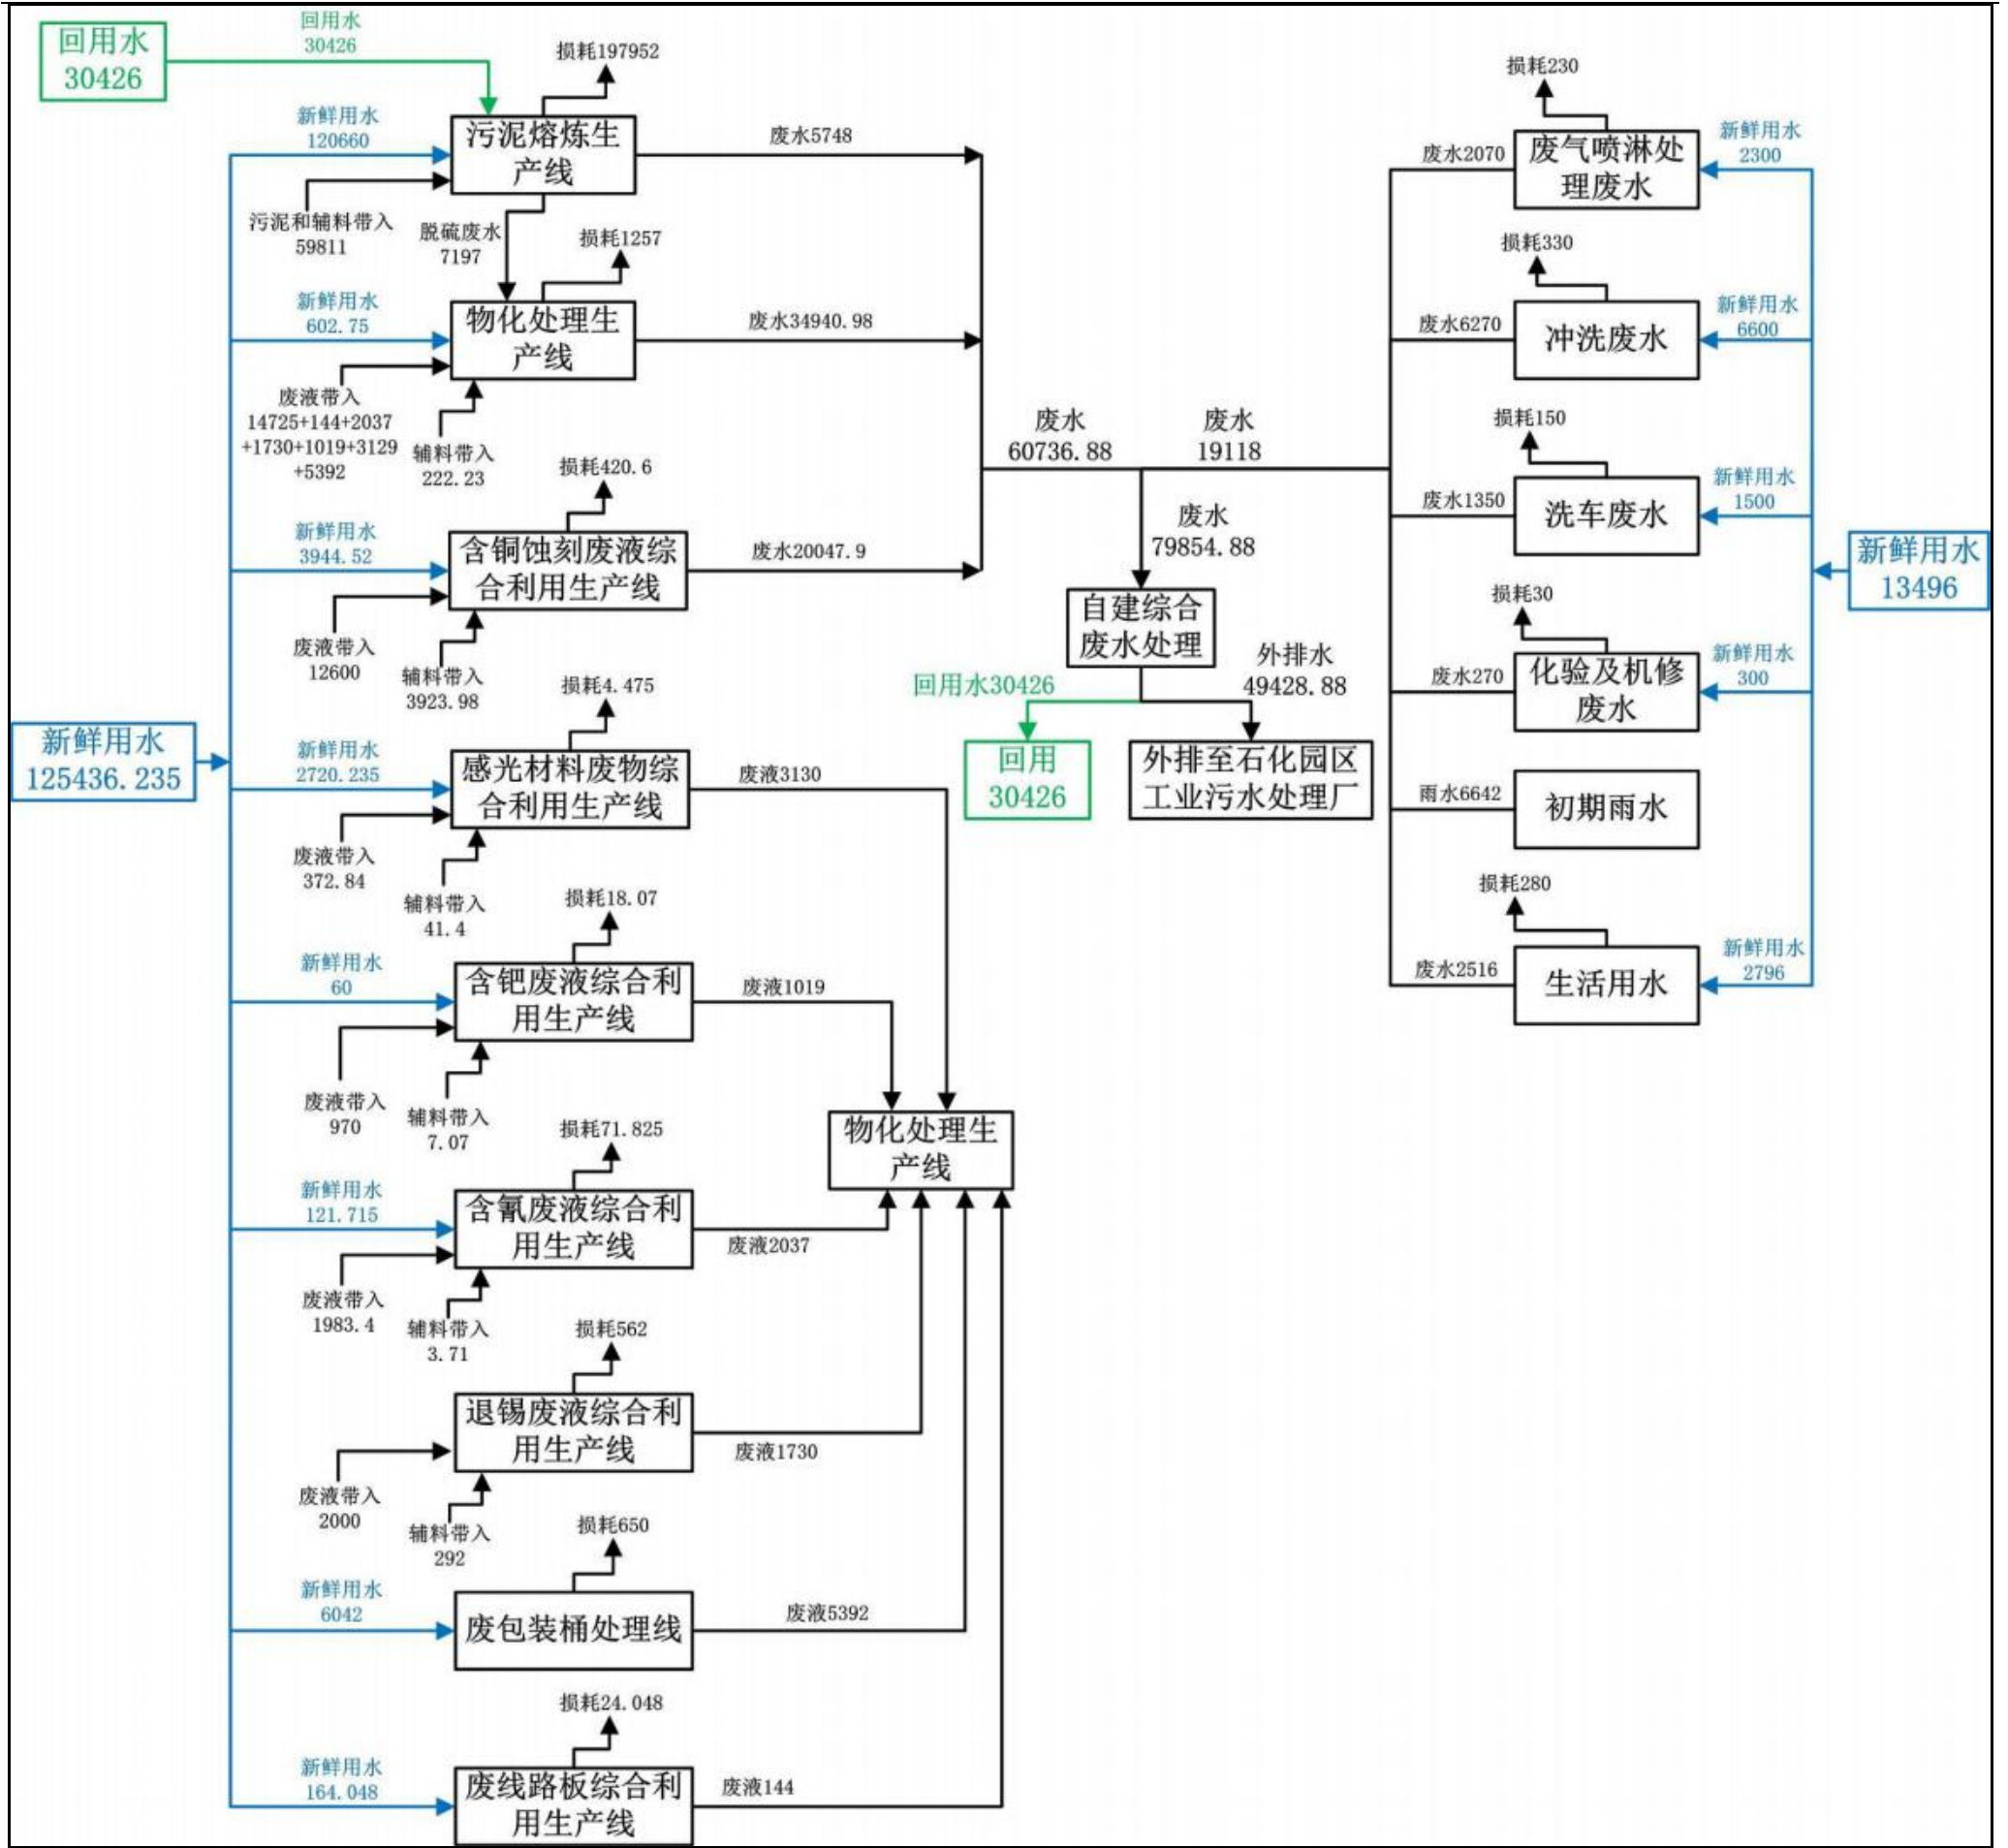 回用水
30426
回用水
30426
损耗197952
新鲜用水
120660
污泥熔炼生
产线
废水5748
污泥和辅料带入
59811
脱硫废水
7197
损耗1257
新鲜用水
602.75
物化处理生
产线
废水34940.98
废液带入
14725+144+2037
+1730+1019+3129
+5392
辅料带入
222.23
损耗420.6
新鲜用水
3944.52
含铜蚀刻废液综
合利用生产线
废水20047.9
废液带入
12600
辅料带入
3923.98
损耗4.475
新鲜用水
125436.235
新鲜用水
2720.235
感光材料废物综
合利用生产线
废液3130
废液带入
372.84
辅料带入
41.4
损耗18.07
新鲜用水
60
含钯废液综合利
用生产线
废液1019
废液带入
970
辅料带入
7.07
损耗71.825
新鲜用水
121.715
含氰废液综合利
用生产线
废液2037
废液带入
1983.4
辅料带入
3.71
损耗562
退锡废液综合利
用生产线
废液1730
废液带入
2000
辅料带入
292
损耗650
新鲜用水
6042
废包装桶处理线
废液5392
损耗24.048
新鲜用水
164.048
废线路板综合利
用生产线
废液144
物化处理生
产线
废水
60736.88
废水
19118
废水
79854.88
自建综合
废水处理
回用水30426
外排水
49428.88
回用
30426
外排至石化园区
工业污水处理厂
损耗230
废水2070
废气喷淋处
理废水
新鲜用水
2300
损耗330
废水6270
冲洗废水
新鲜用水
6600
损耗150
废水1350
洗车废水
新鲜用水
1500
新鲜用水
13496
损耗30
废水270
化验及机修
废水
新鲜用水
300
雨水6642
初期雨水
损耗280
废水2516
生活用水
新鲜用水
2796